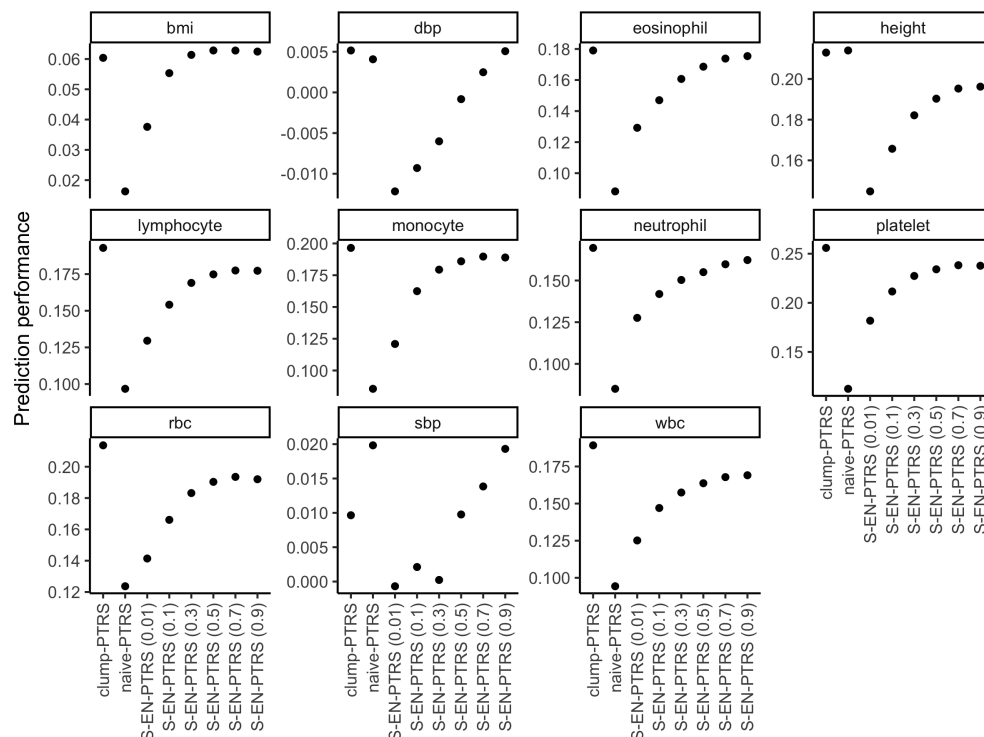 bmi
dbp
eosinophil
height
0.06
0.05
0.04
0.03
0.02
0.005
0.000
-0.005
-0.010
0.18
0.16
0.14
0.12
0.10
0.20
0.18
0.16
lymphocyte
monocyte
neutrophil
platelet
0.175
0.150
0.125
0.100
0.200
0.175
0.150
0.125
0.100
0.150
0.125
0.100
0.25
0.20
0.15
Prediction performance
rbc
sbp
wbc
0.20
0.18
0.16
0.14
0.12
0.020
0.015
0.010
0.005
0.000
0.175
0.150
0.125
0.100
clump-PTRS
naive-PTRS
S-EN-PTRS (0.01)
S-EN-PTRS (0.1)
S-EN-PTRS (0.3)
S-EN-PTRS (0.5)
S-EN-PTRS (0.7)
S-EN-PTRS (0.9)
clump-PTRS
naive-PTRS
S-EN-PTRS (0.01)
S-EN-PTRS (0.1)
S-EN-PTRS (0.3)
S-EN-PTRS (0.5)
S-EN-PTRS (0.7)
S-EN-PTRS (0.9)
clump-PTRS
naive-PTRS
S-EN-PTRS (0.01)
S-EN-PTRS (0.1)
S-EN-PTRS (0.3)
S-EN-PTRS (0.5)
S-EN-PTRS (0.7)
S-EN-PTRS (0.9)
clump-PTRS
naive-PTRS
S-EN-PTRS (0.01)
S-EN-PTRS (0.1)
S-EN-PTRS (0.3)
S-EN-PTRS (0.5)
S-EN-PTRS (0.7)
S-EN-PTRS (0.9)